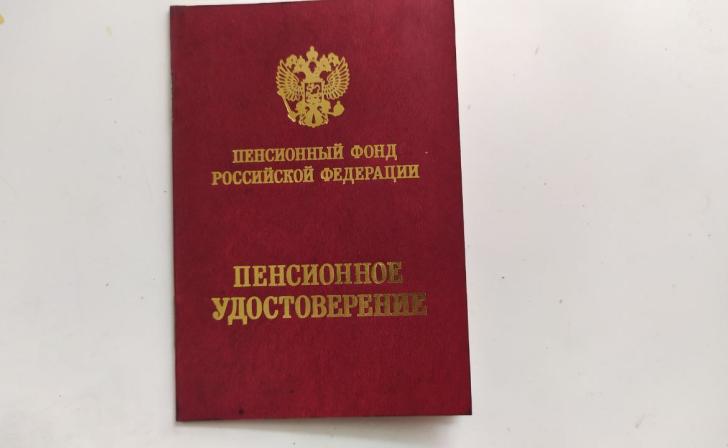 ПЕНСИОННЫЙ ФОНД
РОССИЙСКОЙ ФЕДЕРАЦИИ
ПЕНСИОННОЕ
УДОСТОВЕРЕНИЕ